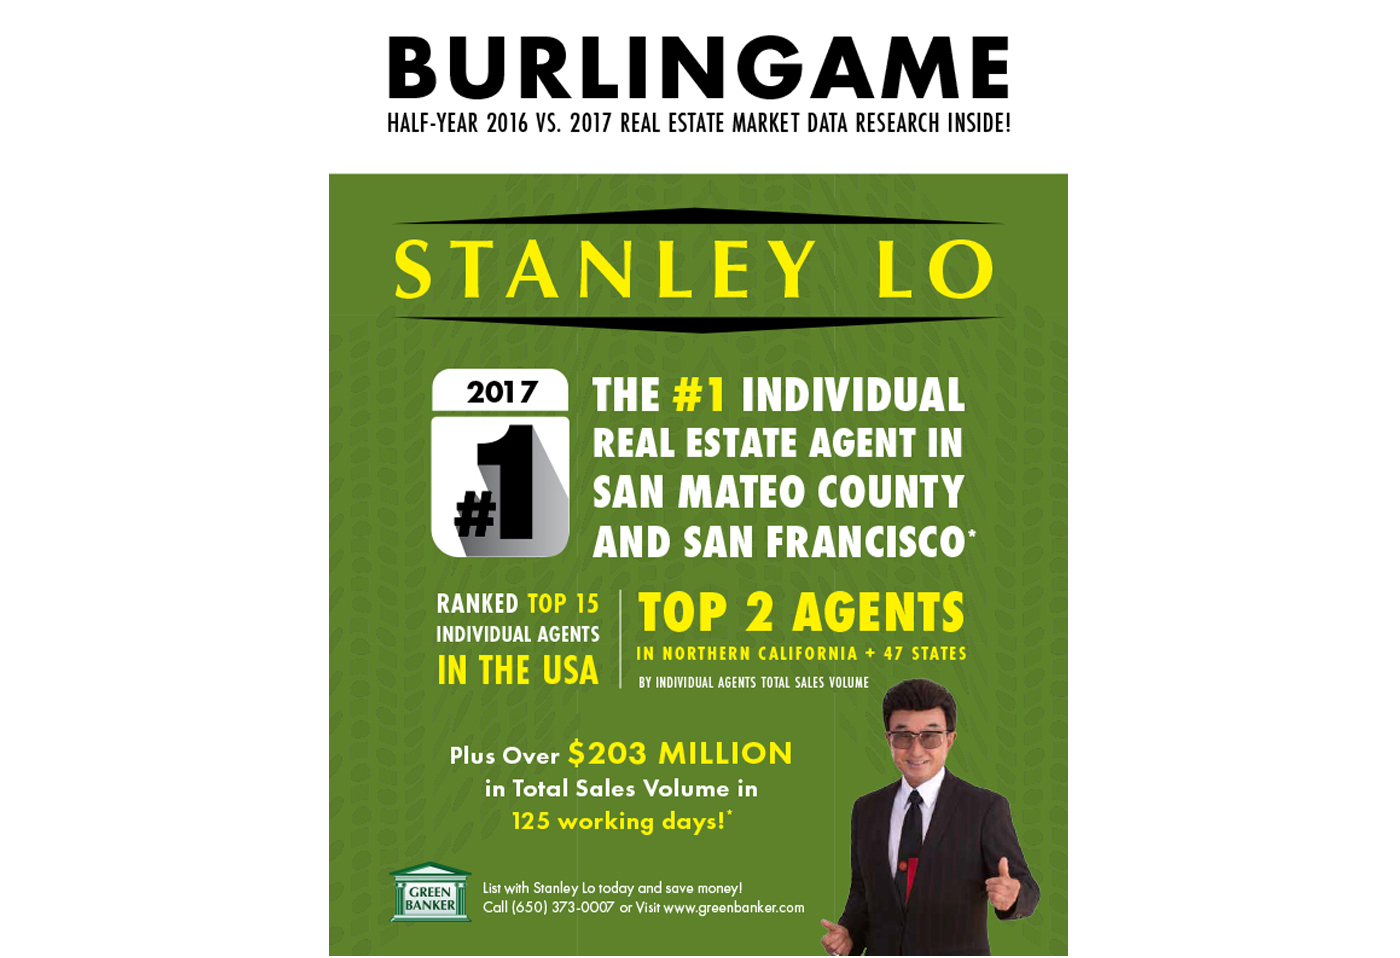 BURLINGAME
HALF-YEAR 2016 VS. 2017 REAL ESTATE MARKET DATA RESEARCH INSIDE!
STANLEY LO
2017
#1
THE #1 INDIVIDUAL
REAL ESTATE AGENT IN
SAN MATEO COUNTY
AND SAN FRANCISCO*
RANKED TOP 15
INDIVIDUAL AGENTS
IN THE USA
TOP 2 AGENTS
IN NORTHERN CALIFORNIA + 47 STATES
BY INDIVIDUAL AGENTS TOTAL SALES VOLUME
Plus Over $203 MILLION
in Total Sales Volume in
125 working days!*
GREEN
BANKER
List with Stanley Lo today and save money!
Call (650) 373-0007 or Visit www.greenbanker.com